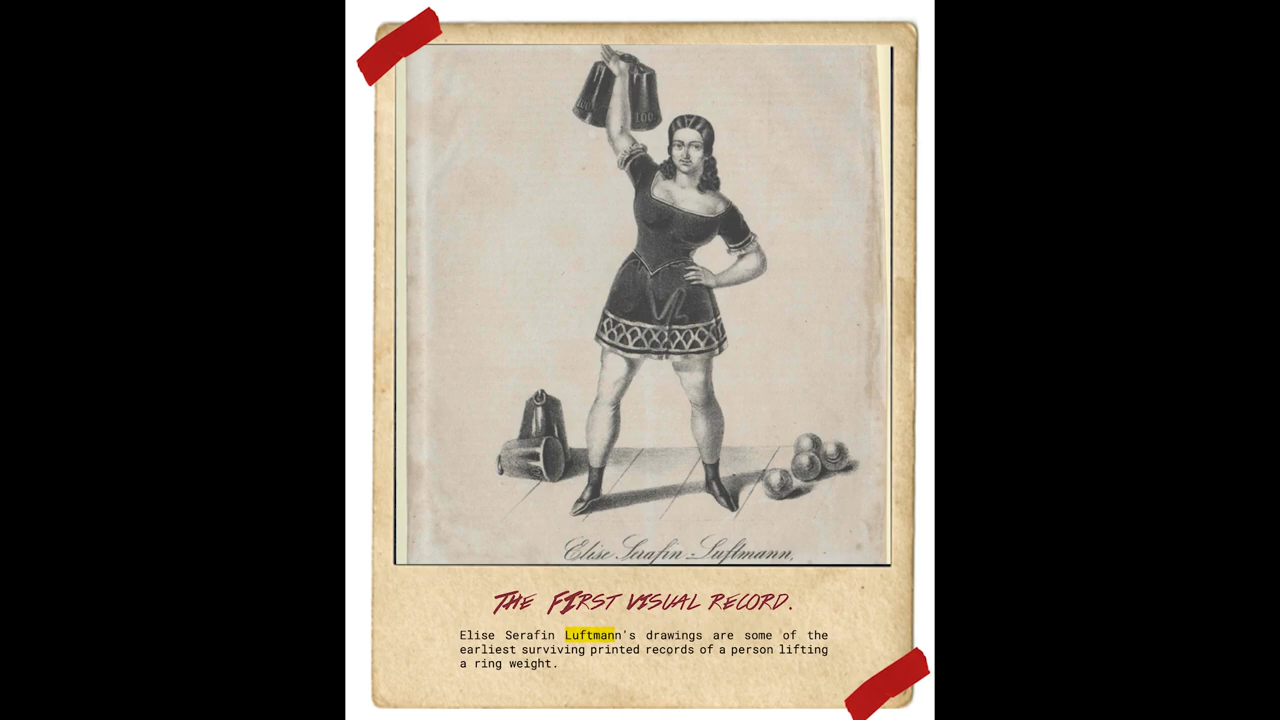 100
100
Elise Serafin-Luftmann,
THE FIRST VISUAL RECORD.
Elise Serafin Luftmann's drawings are some of the
earliest surviving printed records of a person lifting
a ring weight.